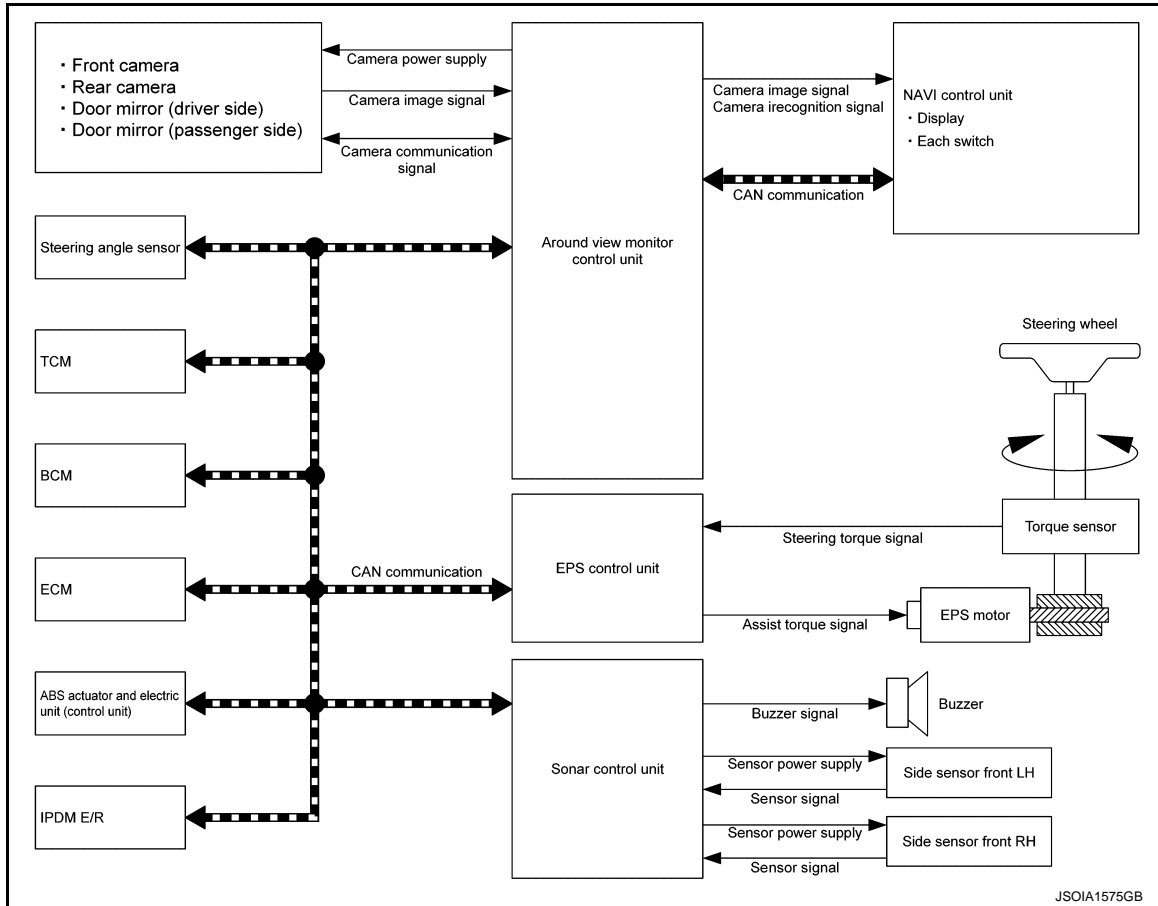 ・ Front camera
・ Rear camera
・ Door mirror (driver side)
・ Door mirror (passenger side)
Camera power supply
Camera image signal
Camera communication
signal
Around view monitor
control unit
Camera image signal
Camera irecognition signal
CAN communication
NAVI control unit
・ Display
・ Each switch
Steering angle sensor
TCM
BCM
ECM
ABS actuator and electric
unit (control unit)
IPDM E/R
CAN communication
EPS control unit
Steering torque signal
Assist torque signal
Steering wheel
Torque sensor
EPS motor
Sonar control unit
Buzzer signal
Buzzer
Sensor power supply
Sensor signal
Side sensor front LH
Sensor power supply
Sensor signal
Side sensor front RH
JSOIA1575GB